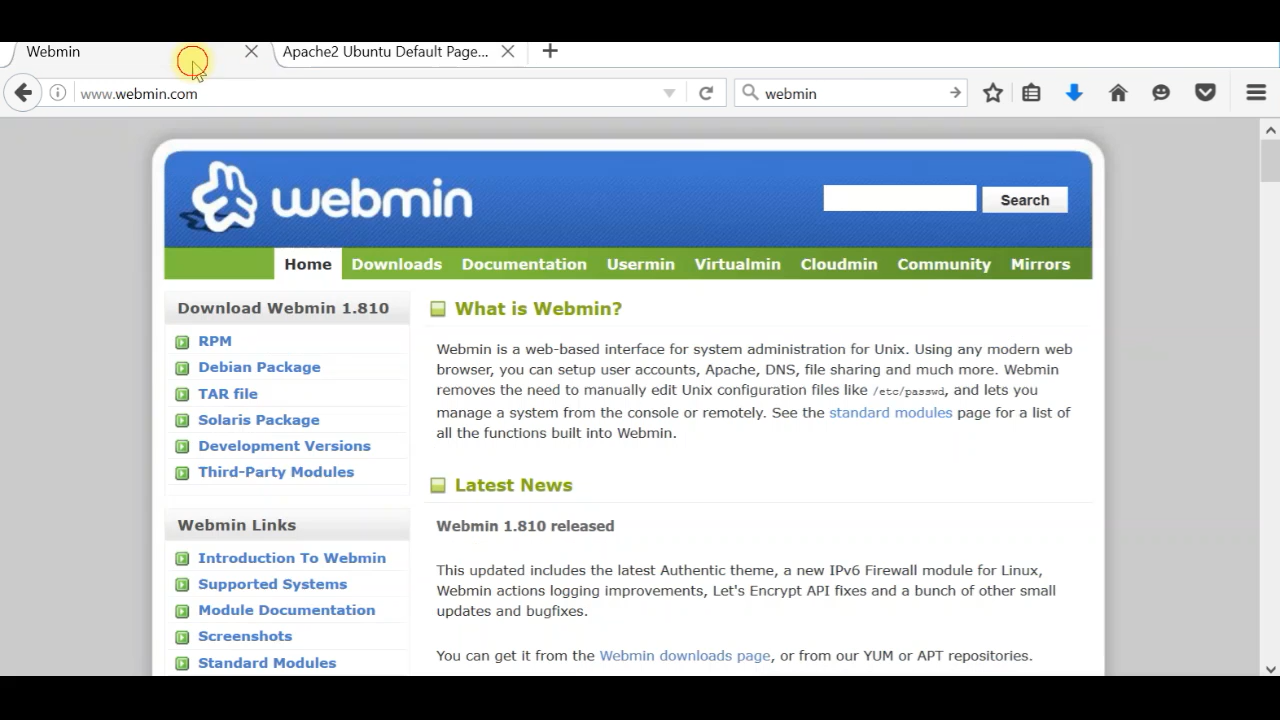 Webmin
Apache2 Ubuntu Default Page...
www.webmin.com
webmin
webmin
Search
Home Downloads Documentation Usermin Virtualmin Cloudmin Community Mirrors
Download Webmin 1.810
RPM
Debian Package
TAR file
Solaris Package
Development Versions
Third-Party Modules
Webmin Links
Introduction To Webmin
Supported Systems
Module Documentation
Screenshots
Standard Modules
What is Webmin?
Webmin is a web-based interface for system administration for Unix. Using any modern web
browser, you can setup user accounts, Apache, DNS, file sharing and much more. Webmin
removes the need to manually edit Unix configuration files like /etc/passwd, and lets you
manage a system from the console or remotely. See the standard modules page for a list of
all the functions built into Webmin.
Latest News
Webmin 1.810 released
This updated includes the latest Authentic theme, a new IPv6 Firewall module for Linux,
Webmin actions logging improvements, Let's Encrypt API fixes and a bunch of other small
updates and bugfixes.
You can get it from the Webmin downloads page, or from our YUM or APT repositories.